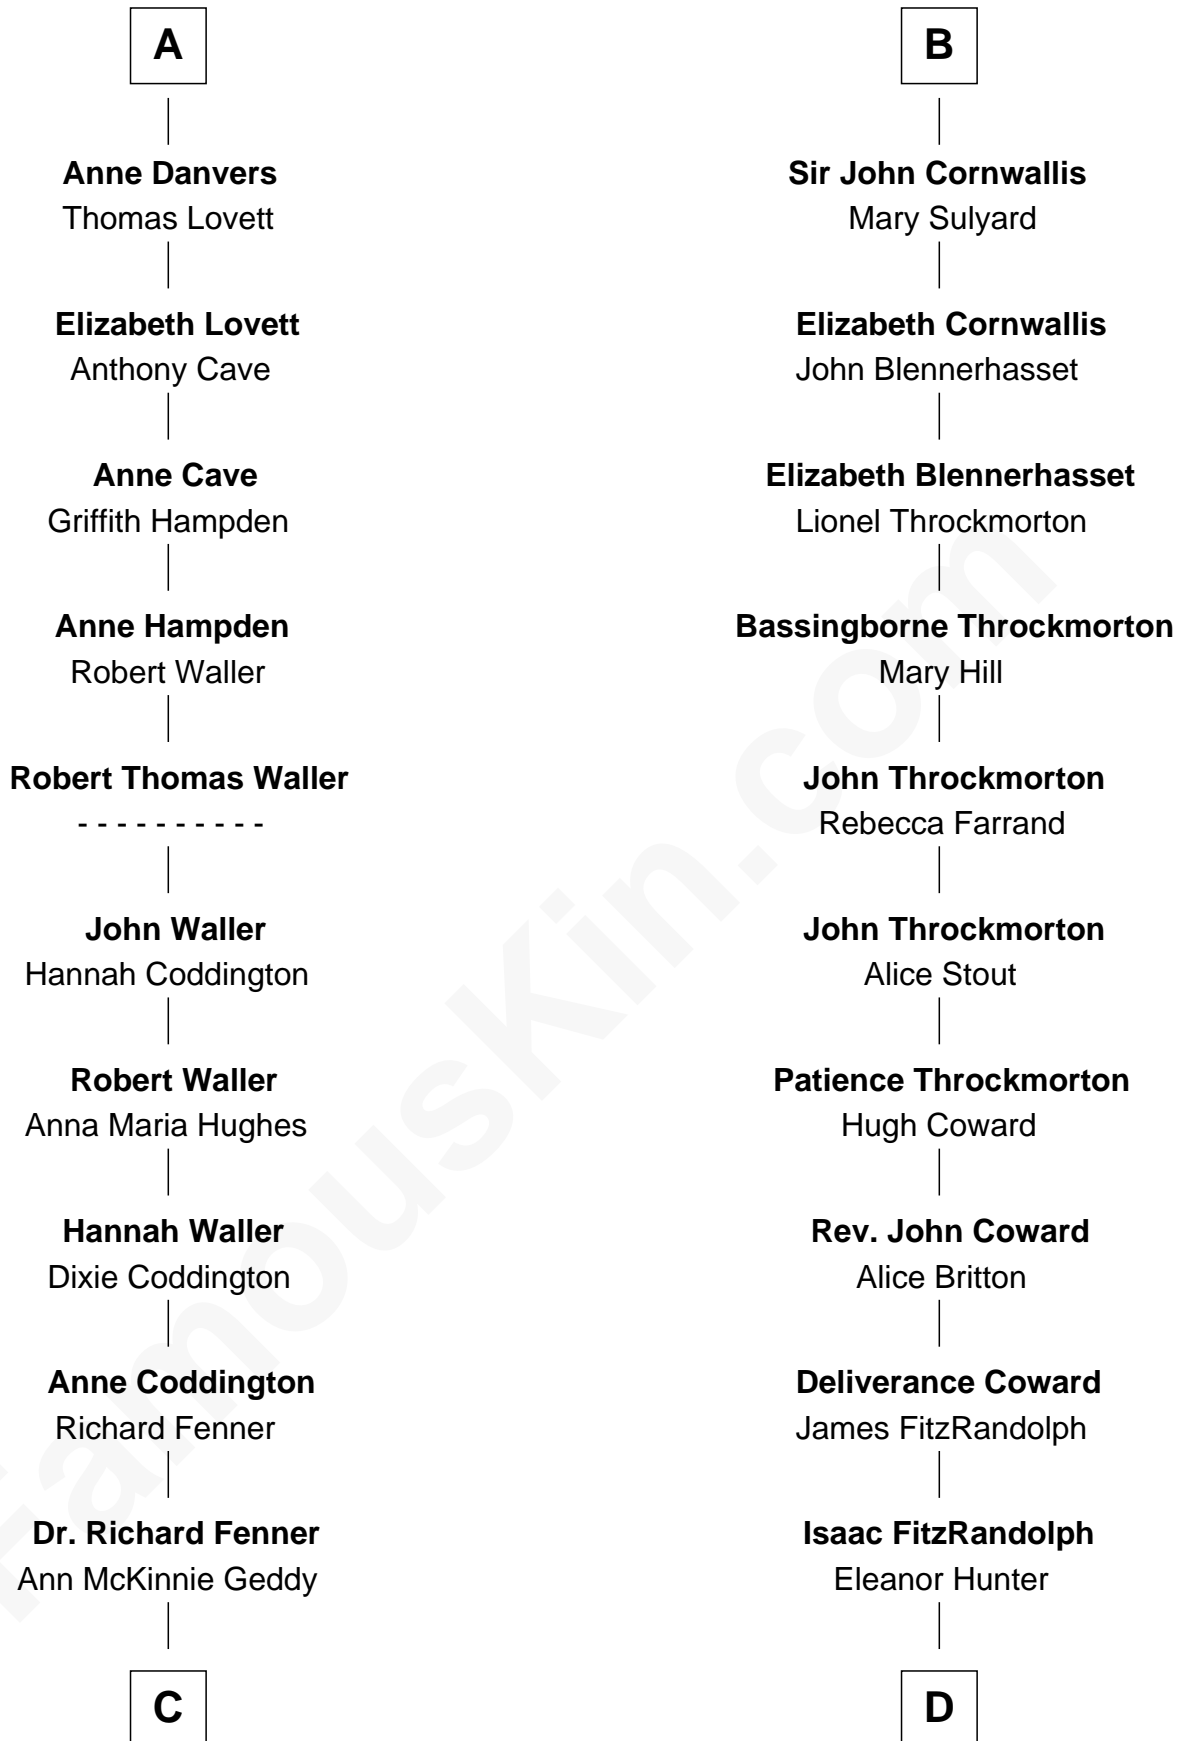 A
Anne Danvers
Thomas Lovett
Elizabeth Lovett
Anthony Cave
Anne Cave
Griffith Hampden
Anne Hampden
Robert Waller
Robert Thomas Waller
- - - - - - - - - -
John Waller
Hannah Coddington
Robert Waller
Anna Maria Hughes
Hannah Waller
Dixie Coddington
Anne Coddington
Richard Fenner
Dr. Richard Fenner
Ann McKinnie Geddy
C
B
Sir John Cornwallis
Mary Sulyard
Elizabeth Cornwallis
John Blennerhasset
Elizabeth Blennerhasset
Lionel Throckmorton
Bassingborne Throckmorton
Mary Hill
John Throckmorton
Rebecca Farrand
John Throckmorton
Alice Stout
Patience Throckmorton
Hugh Coward
Rev. John Coward
Alice Britton
Deliverance Coward
James FitzRandolph
Isaac FitzRandolph
Eleanor Hunter
D
FamousKin.com